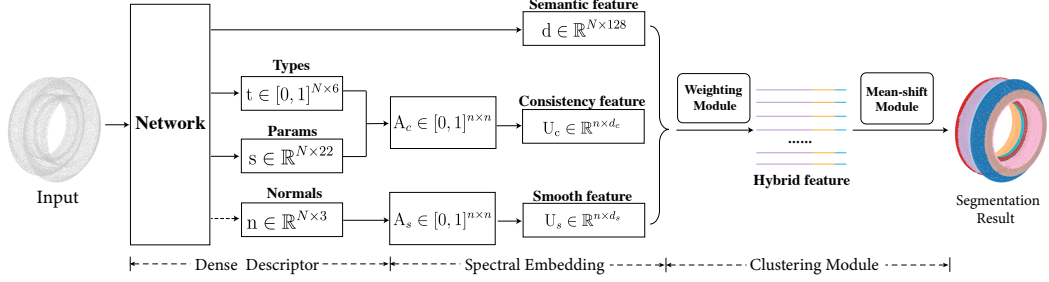 Semantic feature
d ∈ ℝ^{N×128}
Types
t ∈ [0, 1]^{N×6}
Weighting
Module
Mean-shift
Module
Consistency feature
Network
A_c ∈ [0, 1]^{n×n}
U_c ∈ ℝ^{n×d_c}
Params
s ∈ ℝ^{N×22}
......
Input
Hybrid feature
Normals
n ∈ ℝ^{N×3}
A_s ∈ [0, 1]^{n×n}
Smooth feature
U_s ∈ ℝ^{n×d_s}
Segmentation
Result
Dense Descriptor
Spectral Embedding
Clustering Module